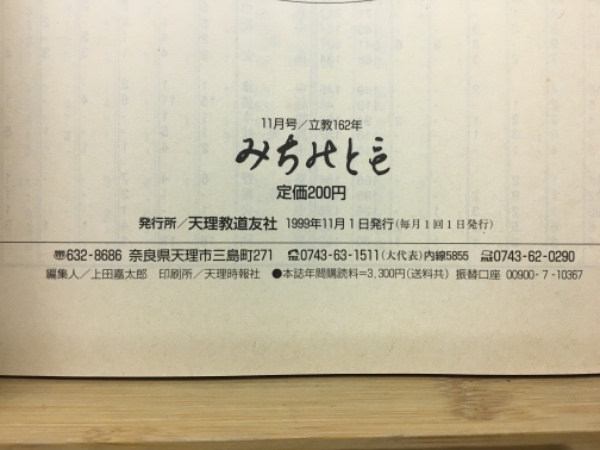 11月号/立教162年
みちのとも
定価200円
発行所/天理教道友社 1999年11月1日発行(毎月1回1日発行)
〠632-8686 奈良県天理市三島町271 ☎0743-63-1511(大代表)内線5855 FAX0743-62-0290
編集人/上田嘉太郎 印刷所/天理時報社 ●本誌年間購読料=3,300円(送料共) 振替口座 00900-7-10367